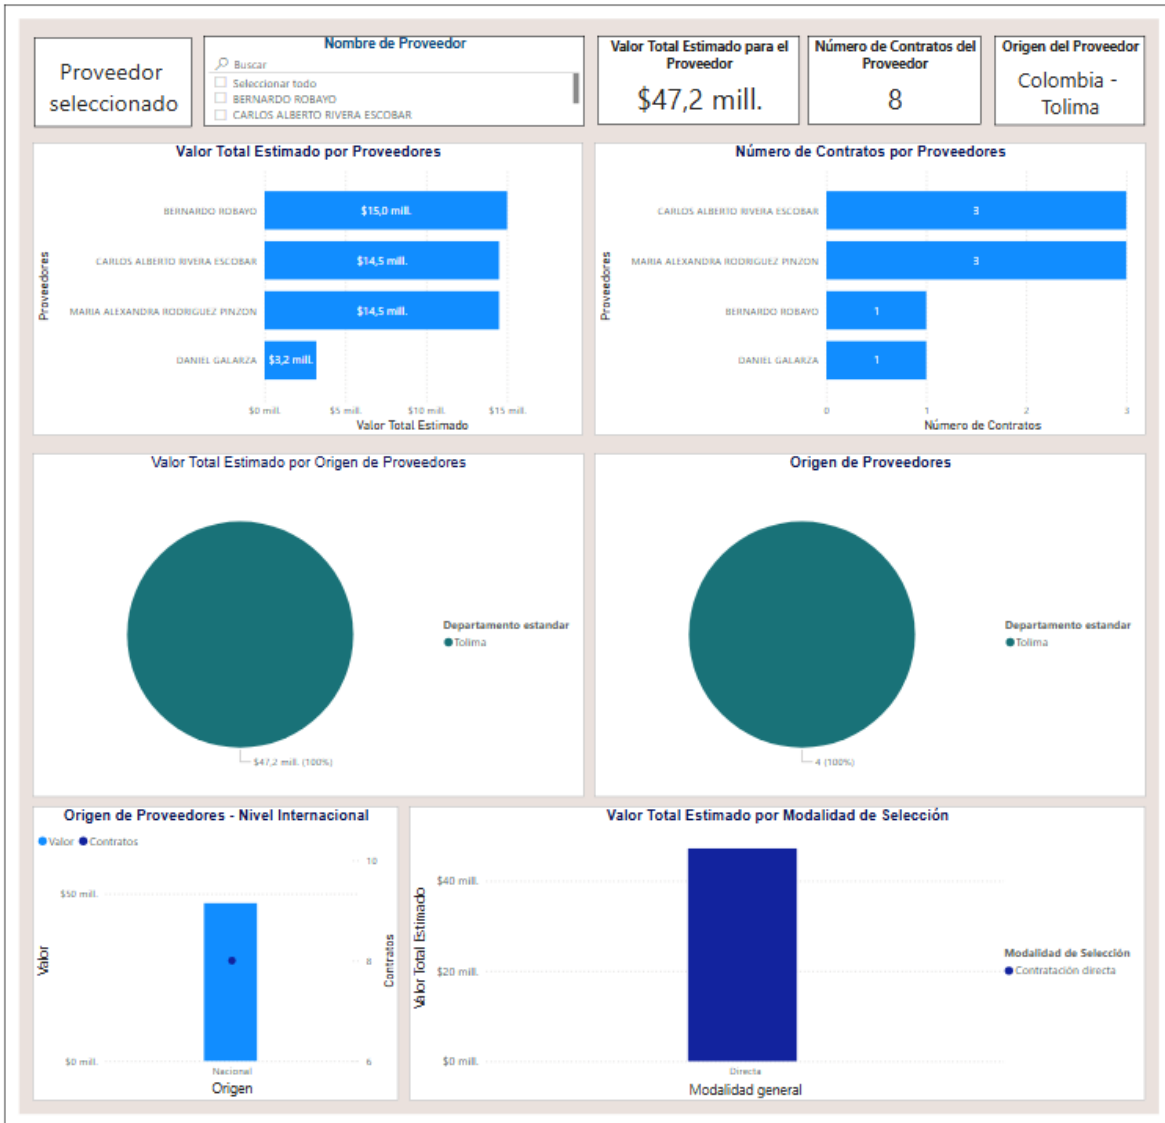 Proveedor
seleccionado
Nombre de Proveedor
Buscar
Seleccionar todo
BERNARDO ROBAYO
CARLOS ALBERTO RIVERA ESCOBAR
Valor Total Estimado para el
Proveedor
$47,2 mill.
Número de Contratos del
Proveedor
8
Origen del Proveedor
Colombia -
Tolima
Valor Total Estimado por Proveedores
Proveedores
BERNARDO ROBAYO
$15,0 mill.
CARLOS ALBERTO RIVERA ESCOBAR
$14,5 mill.
MARIA ALEXANDRA RODRIGUEZ PINZON
$14,5 mill.
DANIEL GALARZA
$3,2 mill.
$0 mill.
$5 mill.
$10 mill.
$15 mill.
Valor Total Estimado
Número de Contratos por Proveedores
Proveedores
CARLOS ALBERTO RIVERA ESCOBAR
3
MARIA ALEXANDRA RODRIGUEZ PINZON
3
BERNARDO ROBAYO
1
DANIEL GALARZA
1
0
1
2
3
Número de Contratos
Valor Total Estimado por Origen de Proveedores
Departamento estandar
Tolima
$47,2 mill. (100%)
Origen de Proveedores
Departamento estandar
Tolima
4 (100%)
Origen de Proveedores - Nivel Internacional
Valor
Contratos
10
$50 mill.
Valor
8
Contratos
$0 mill.
6
Nacional
Origen
Valor Total Estimado por Modalidad de Selección
Valor Total Estimado
$40 mill.
$20 mill.
$0 mill.
Modalidad de Selección
Contratación directa
Directa
Modalidad general